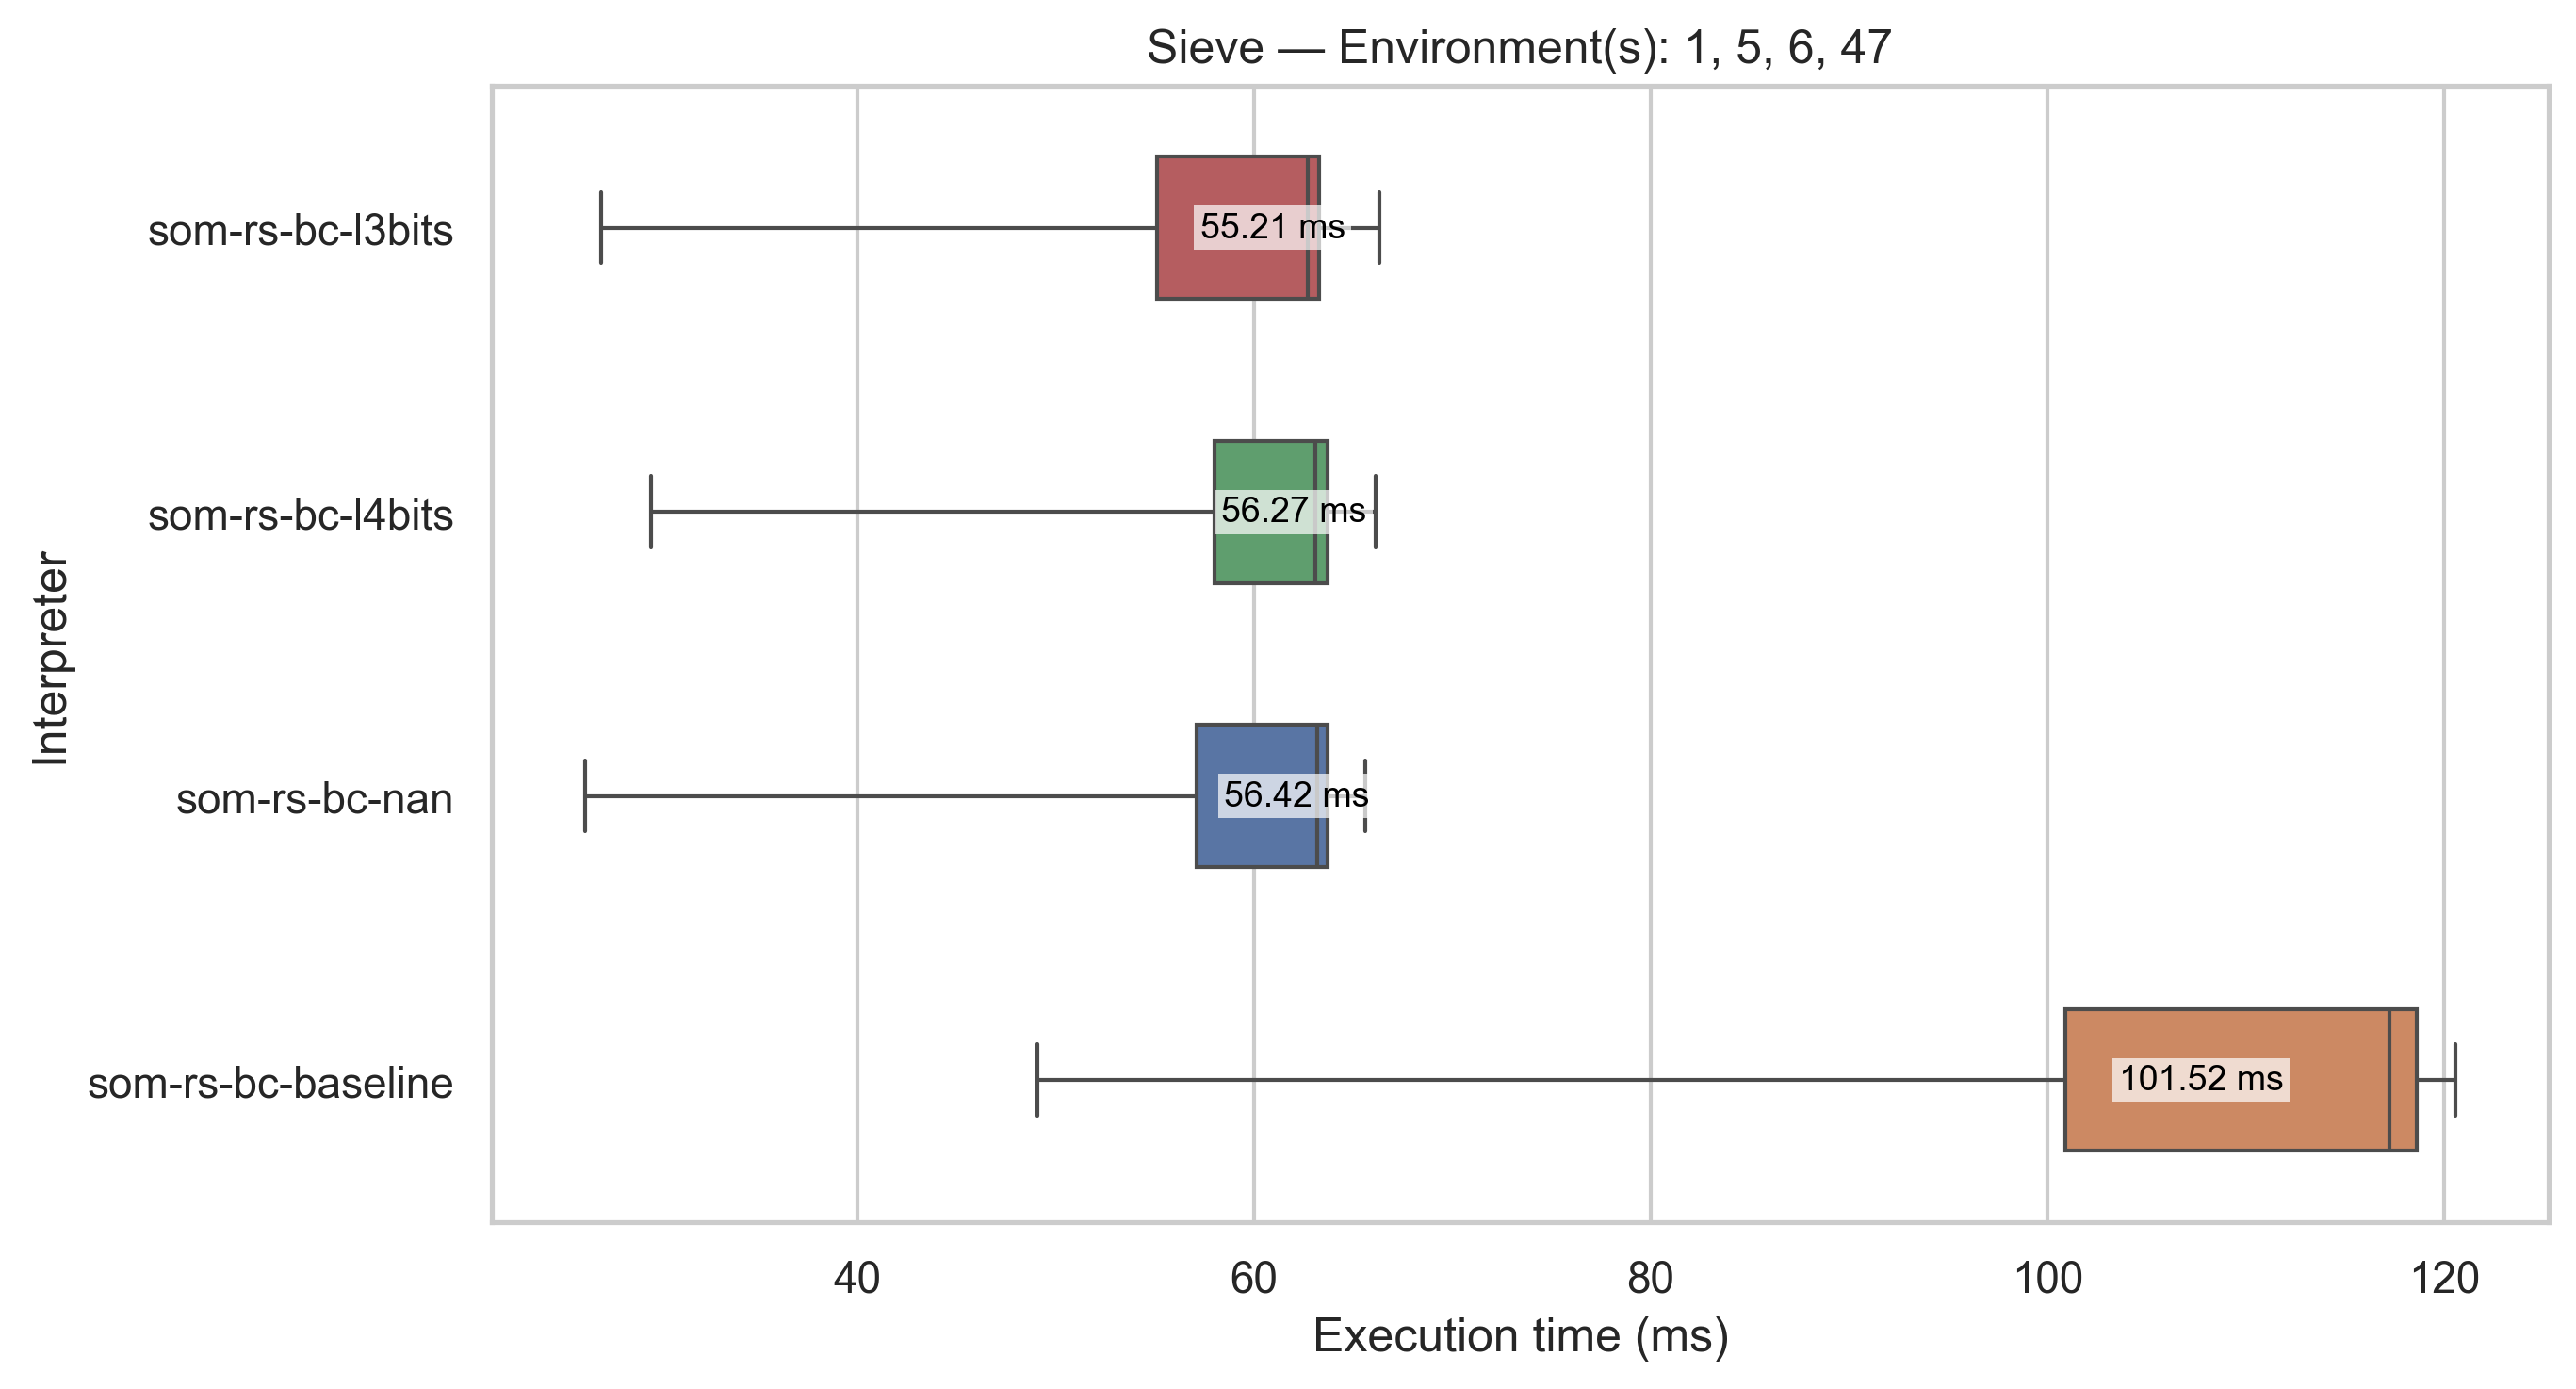 Sieve — Environment(s): 1, 5, 6, 47
Interpreter
som-rs-bc-l3bits
55.21 ms
som-rs-bc-l4bits
56.27 ms
som-rs-bc-nan
56.42 ms
som-rs-bc-baseline
101.52 ms
40 60 80 100 120
Execution time (ms)